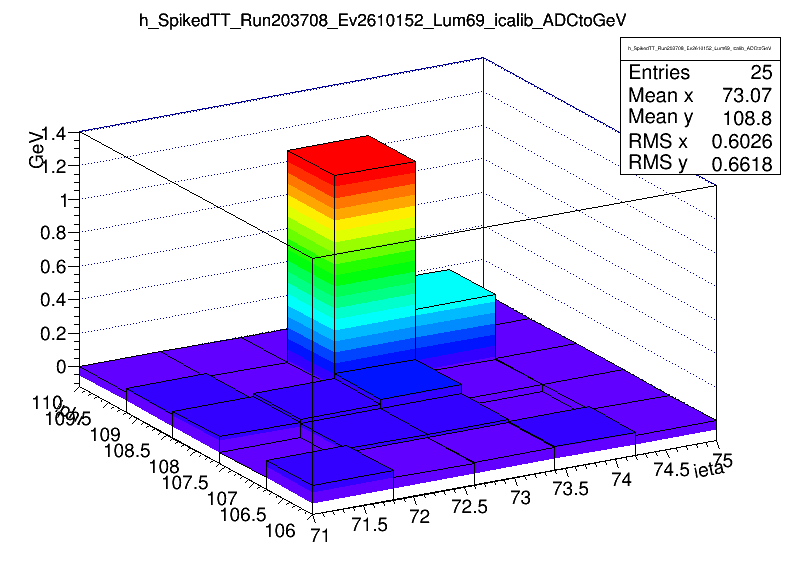 h_SpikedTT_Run203708_Ev2610152_Lum69_icalib_ADCtoGeV
h_SpikedTT_Run203708_Ev2610152_Lum69_icalib_ADCtoGeV
Entries 25
Mean x 73.07
Mean y 108.8
RMS x 0.6026
RMS y 0.6618
GeV
1.4
1.2
1
0.8
0.6
0.4
0.2
0
110
109.5
109
108.5
108
107.5
107
106.5
106
71
71.5
72
72.5
73
73.5
74
74.5
75
ieta